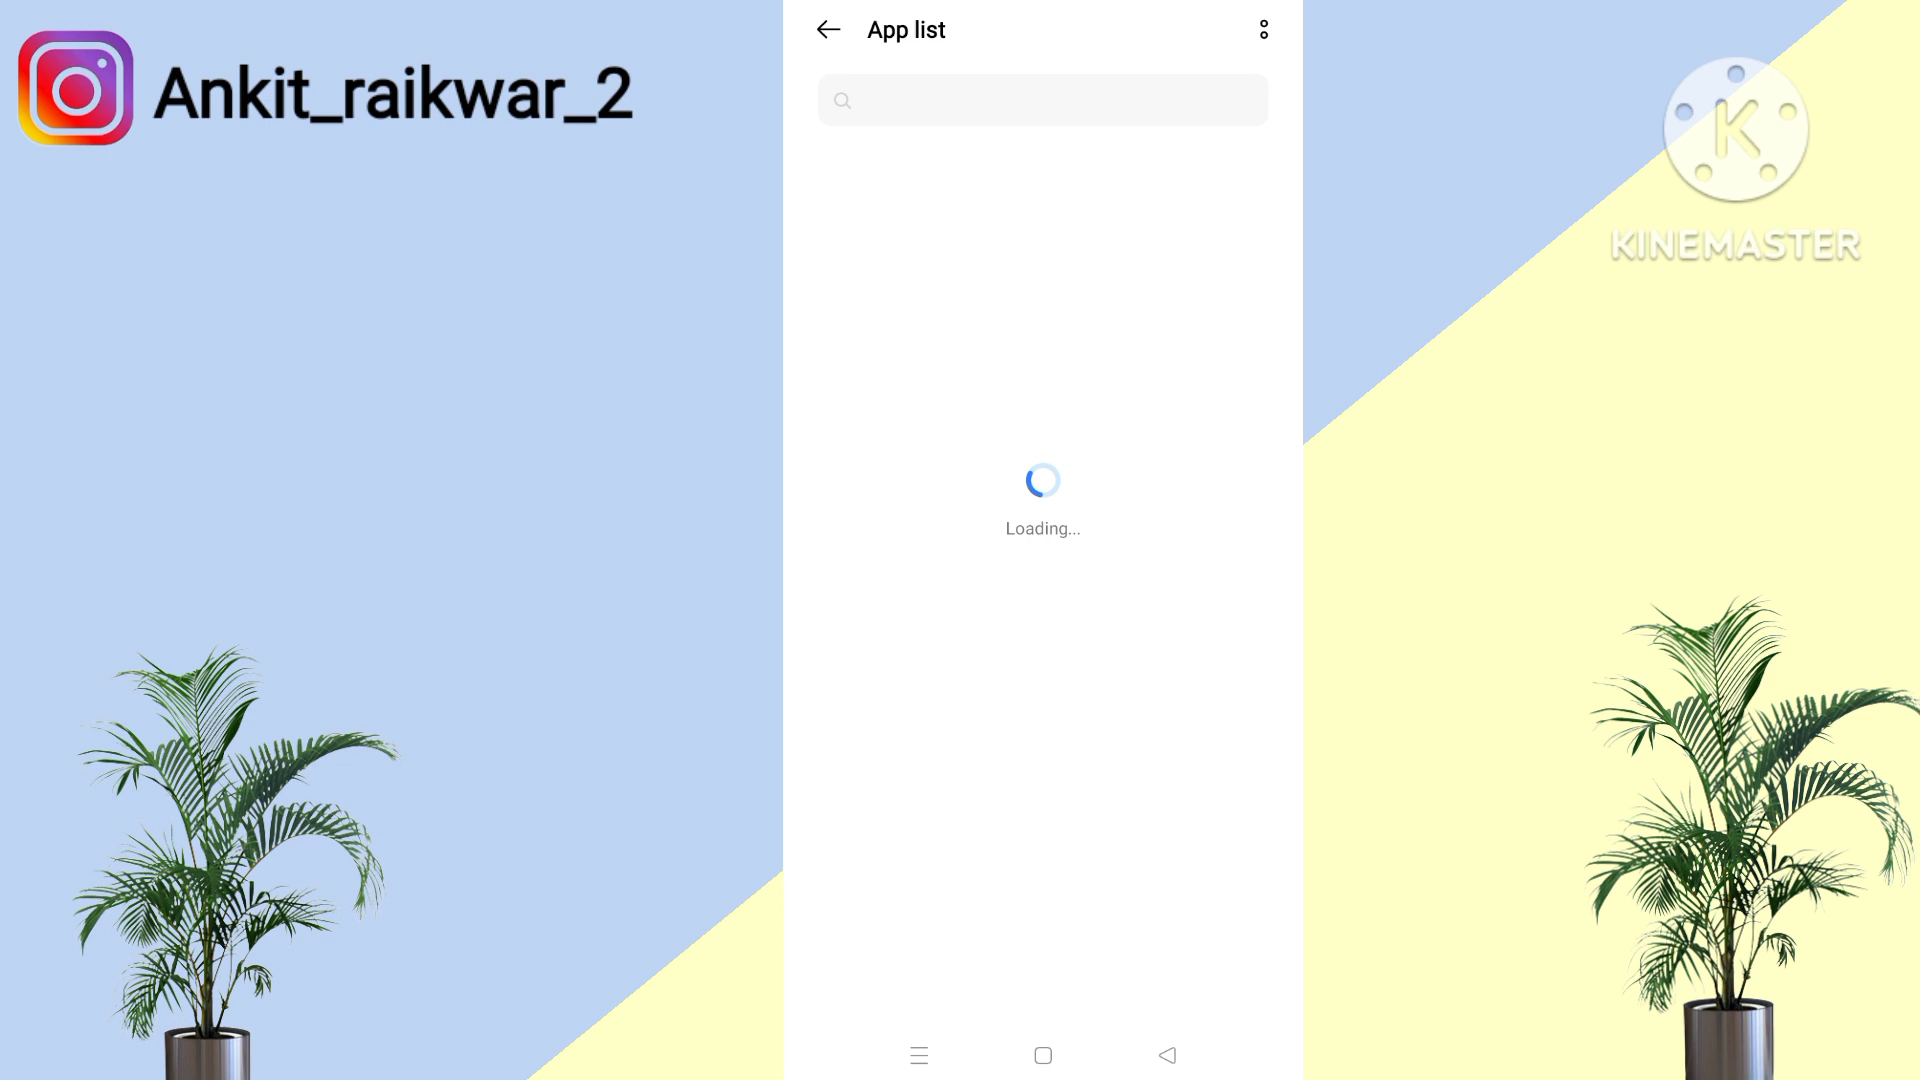 Ankit_raikwar_2
App list
K
KINEMASTER
Loading...